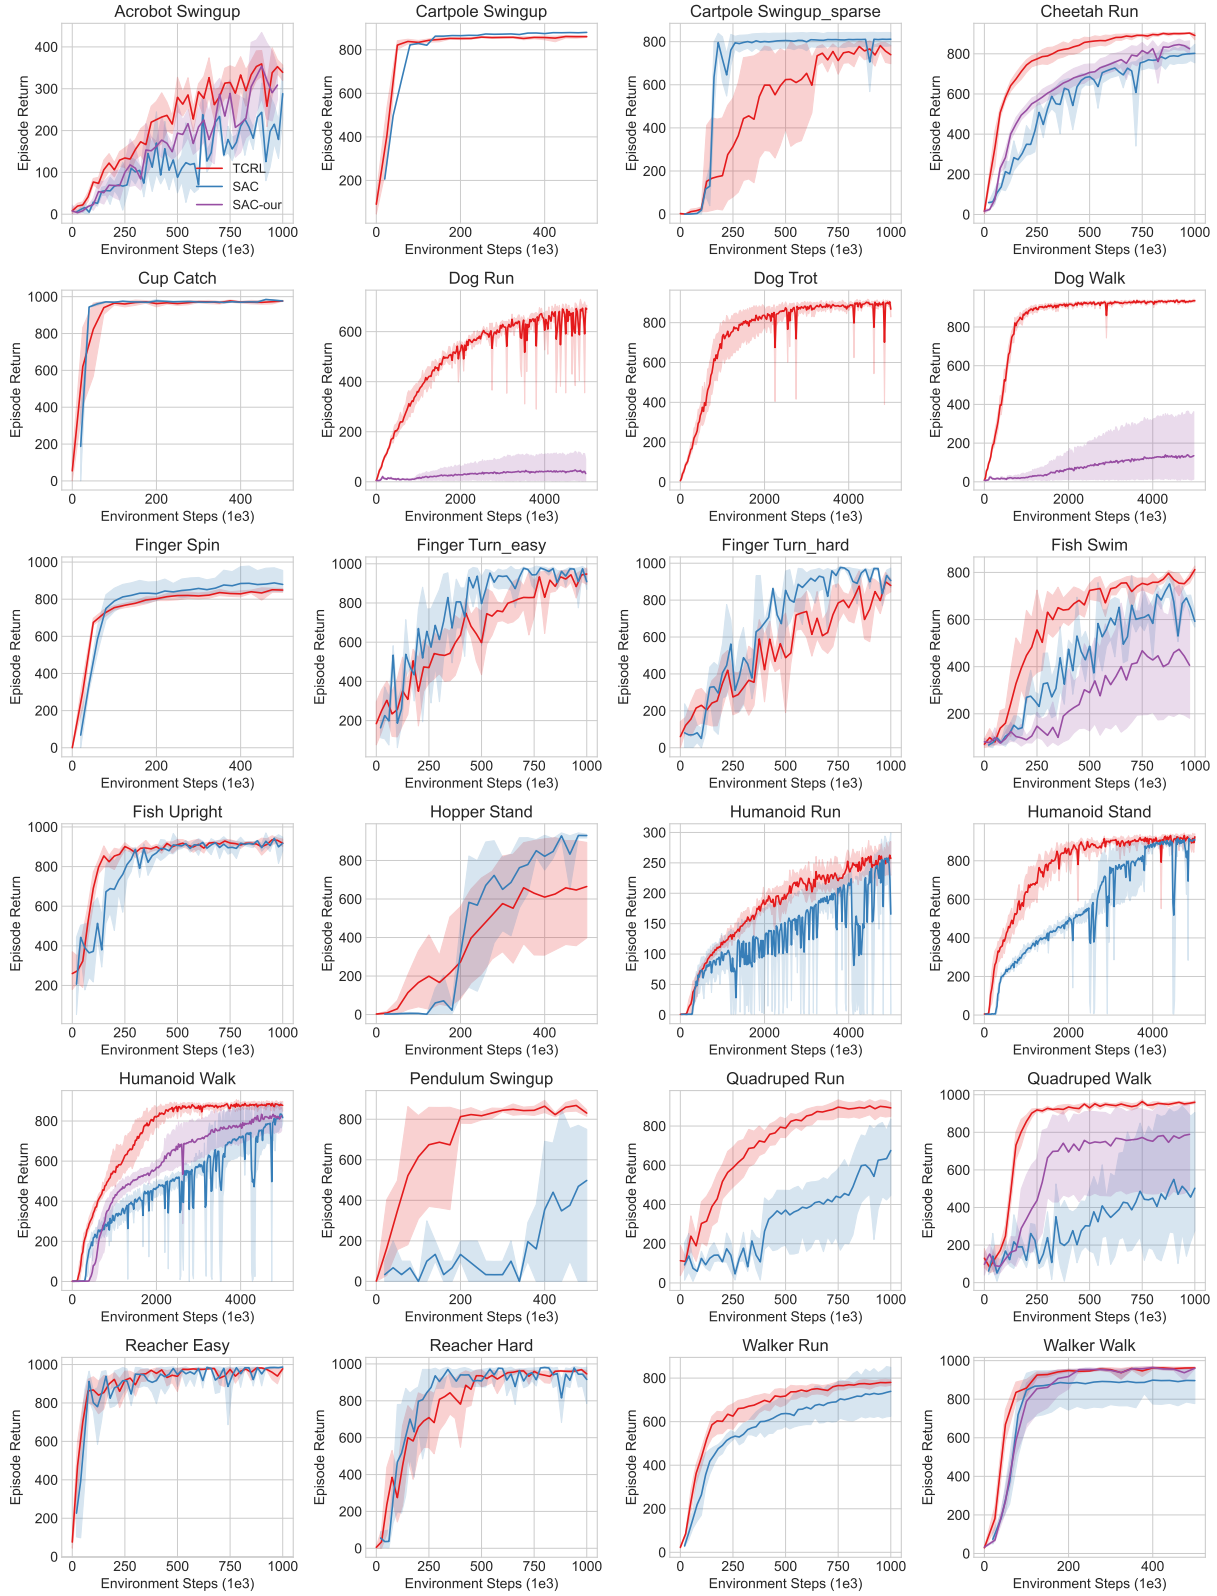 Acrobot Swingup
Episode Return
400
300
200
100
0
TCRL
SAC
SAC-our
0 250 500 750 1000
Environment Steps (1e3)
Cartpole Swingup
Episode Return
800
600
400
200
0 200 400
Environment Steps (1e3)
Cartpole Swingup_sparse
Episode Return
800
600
400
200
0
0 250 500 750 1000
Environment Steps (1e3)
Cheetah Run
Episode Return
800
600
400
200
0
0 250 500 750 1000
Environment Steps (1e3)
Cup Catch
Episode Return
1000
800
600
400
200
0
0 200 400
Environment Steps (1e3)
Dog Run
Episode Return
600
400
200
0
0 2000 4000
Environment Steps (1e3)
Dog Trot
Episode Return
800
600
400
200
0
0 2000 4000
Environment Steps (1e3)
Dog Walk
Episode Return
800
600
400
200
0
0 2000 4000
Environment Steps (1e3)
Finger Spin
Episode Return
1000
800
600
400
200
0
0 200 400
Environment Steps (1e3)
Finger Turn_easy
Episode Return
1000
800
600
400
200
0 250 500 750 1000
Environment Steps (1e3)
Finger Turn_hard
Episode Return
1000
800
600
400
200
0
0 250 500 750 1000
Environment Steps (1e3)
Fish Swim
Episode Return
800
600
400
200
0 250 500 750 1000
Environment Steps (1e3)
Fish Upright
Episode Return
1000
800
600
400
200
0 250 500 750 1000
Environment Steps (1e3)
Hopper Stand
Episode Return
800
600
400
200
0
0 200 400
Environment Steps (1e3)
Humanoid Run
Episode Return
300
250
200
150
100
50
0
0 2000 4000
Environment Steps (1e3)
Humanoid Stand
Episode Return
800
600
400
200
0
0 2000 4000
Environment Steps (1e3)
Humanoid Walk
Episode Return
800
600
400
200
0
0 2000 4000
Environment Steps (1e3)
Pendulum Swingup
Episode Return
800
600
400
200
0
0 200 400
Environment Steps (1e3)
Quadruped Run
Episode Return
800
600
400
200
0
0 250 500 750 1000
Environment Steps (1e3)
Quadruped Walk
Episode Return
1000
800
600
400
200
0
0 250 500 750 1000
Environment Steps (1e3)
Reacher Easy
Episode Return
1000
800
600
400
200
0
0 250 500 750 1000
Environment Steps (1e3)
Reacher Hard
Episode Return
1000
800
600
400
200
0
0 250 500 750 1000
Environment Steps (1e3)
Walker Run
Episode Return
800
600
400
200
0
0 250 500 750 1000
Environment Steps (1e3)
Walker Walk
Episode Return
1000
800
600
400
200
0
0 200 400
Environment Steps (1e3)